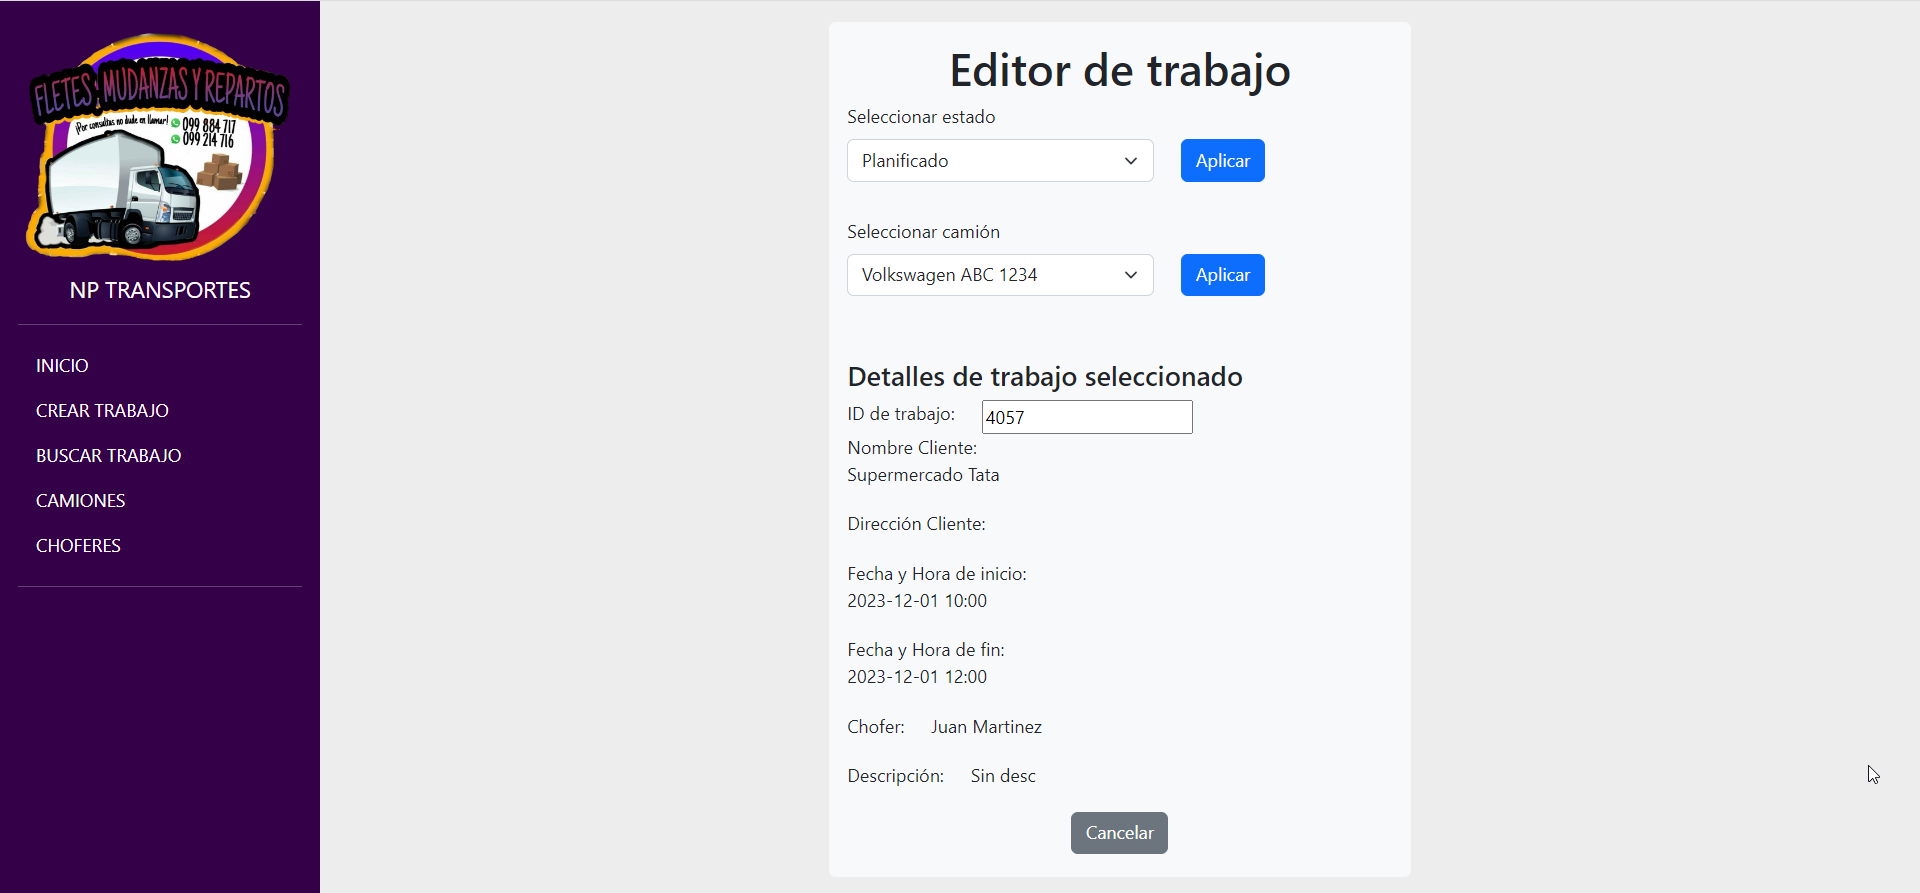 FLETES, MUDANZAS Y REPARTOS
¡Por consultas no dude en llamar! 099 884 717
099 214 716
NP TRANSPORTES
INICIO
CREAR TRABAJO
BUSCAR TRABAJO
CAMIONES
CHOFERES
Editor de trabajo
Seleccionar estado
Planificado Aplicar
Seleccionar camión
Volkswagen ABC 1234 Aplicar
Detalles de trabajo seleccionado
ID de trabajo: 4057
Nombre Cliente:
Supermercado Tata
Dirección Cliente:
Fecha y Hora de inicio:
2023-12-01 10:00
Fecha y Hora de fin:
2023-12-01 12:00
Chofer: Juan Martinez
Descripción: Sin desc
Cancelar